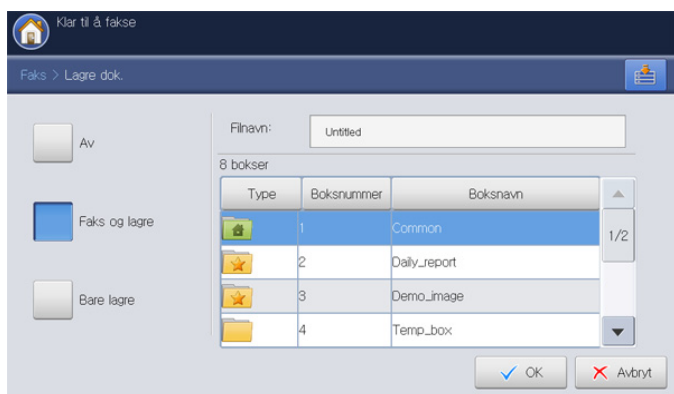 Klar til å fakse
Faks > Lagre dok.
Av
Faks og lagre
Bare lagre
Filnavn: Untitled
8 bokser
Type Boksnummer Boksnavn
1 Common
2 Daily_report
3 Demo_image
4 Temp_box
1/2
OK Avbryt